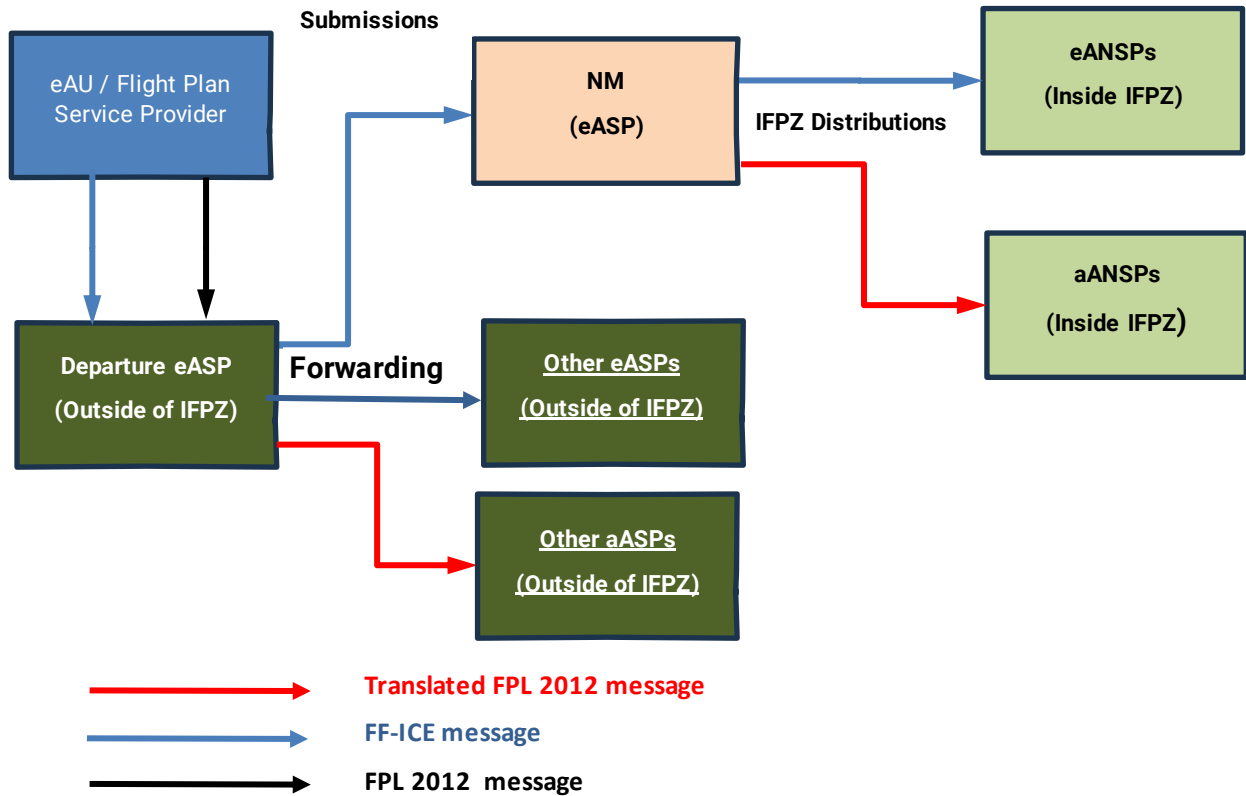 Submissions
eAU / Flight Plan
Service Provider
NM
(eASP)
eANSPs
(Inside IFPZ)
IFPZ Distributions
aANSPs
(Inside IFPZ)
Departure eASP
(Outside of IFPZ)
Forwarding
Other eASPs
(Outside of IFPZ)
Other aASPs
(Outside of IFPZ)
Translated FPL 2012 message
FF-ICE message
FPL 2012 message